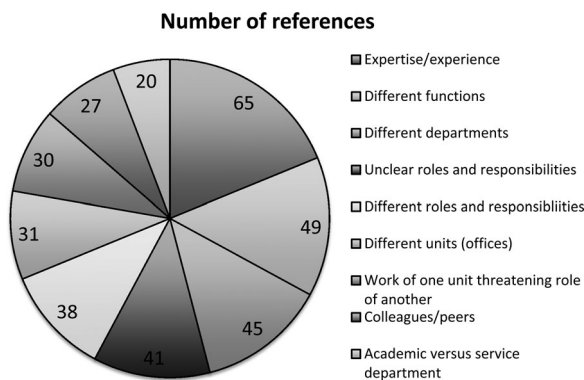 Number of references
20
65
27
30
49
31
38
45
41
Expertise/experience
Different functions
Different departments
Unclear roles and responsibilities
Different roles and responsibliities
Different units (offices)
Work of one unit threatening role
of another
Colleagues/peers
Academic versus service
department